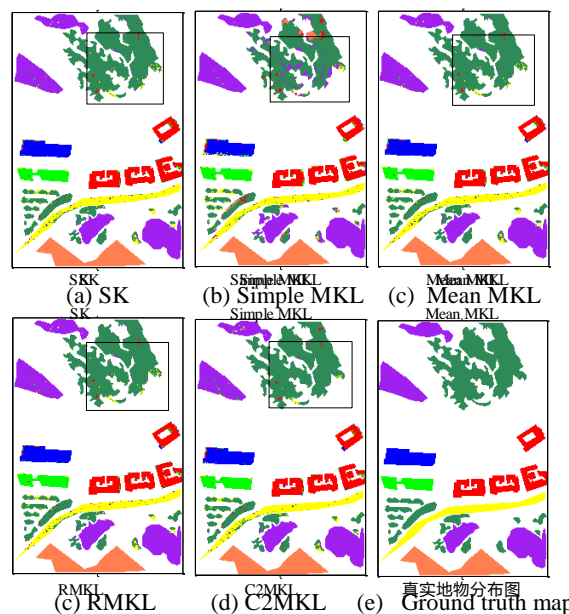 SK
(a) SK
SK
Simple MKL
(b) Simple MKL
Simple MKL
Mean MKL
(c) Mean MKL
Mean MKL
RMKL
(c) RMKL
C2MKL
(d) C2MKL
真实地物分布图
(e) Ground truth map